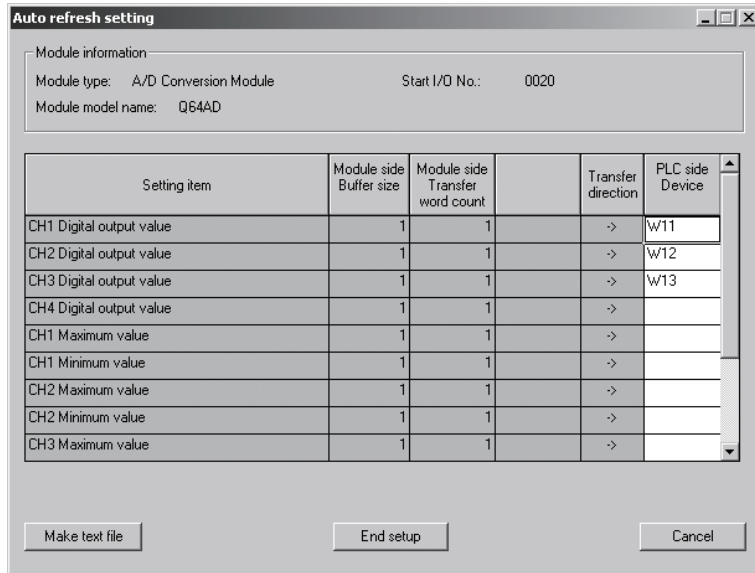 Auto refresh setting
Module information
Module type: A/D Conversion Module Start I/O No.: 0020
Module model name: Q64AD
Setting item Module side Buffer size Module side Transfer word count Transfer direction PLC side Device
CH1 Digital output value 1 1 -> W11
CH2 Digital output value 1 1 -> W12
CH3 Digital output value 1 1 -> W13
CH4 Digital output value 1 1 ->
CH1 Maximum value 1 1 ->
CH1 Minimum value 1 1 ->
CH2 Maximum value 1 1 ->
CH2 Minimum value 1 1 ->
CH3 Maximum value 1 1 ->
Make text file End setup Cancel